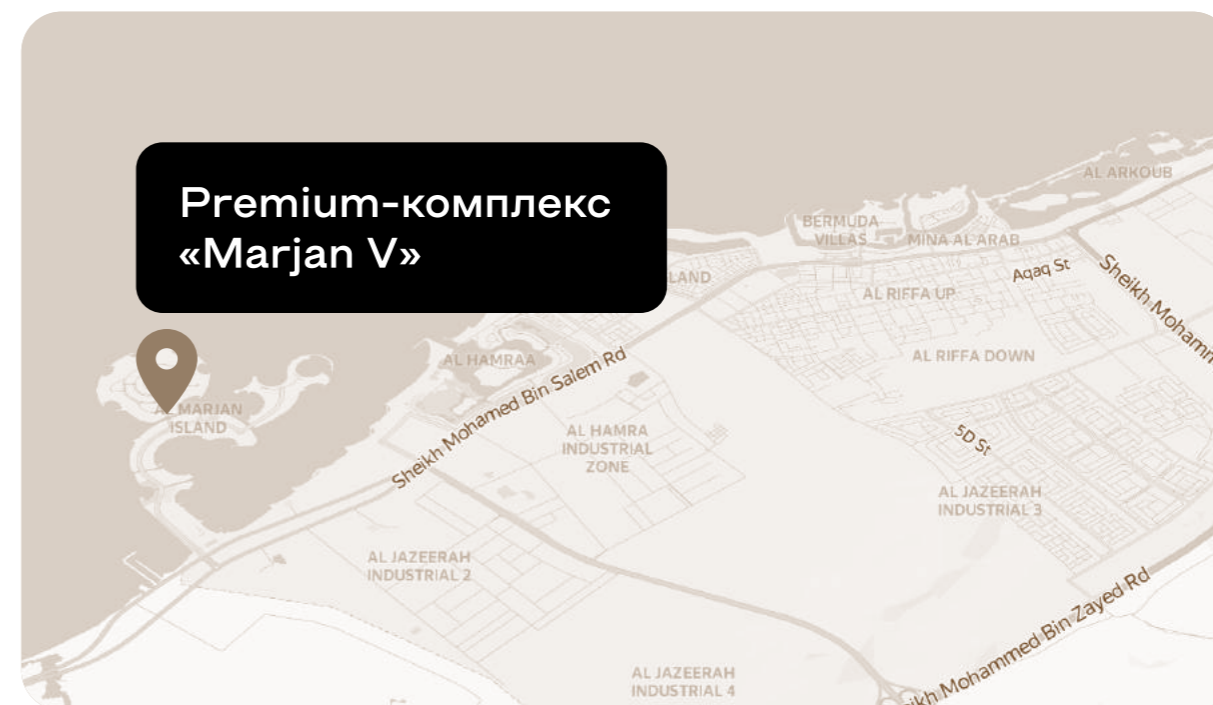 Premium-комплекс
«Marjan V»
AL ARKOUB
BERMUDA
VILLAS
MINA AL ARAB
LAND
Aqaq St
AL RIFFA UP
Sheikh Mohamm
AL RIFFA DOWN
AL HAMRAA
Sheikh Mohamed Bin Salem Rd
AL MARJAN
ISLAND
AL HAMRA
INDUSTRIAL
ZONE
5D St
AL JAZEERAH
INDUSTRIAL 3
AL JAZEERAH
INDUSTRIAL 2
ikh Mohammed Bin Zayed Rd
AL JAZEERAH
INDUSTRIAL 4